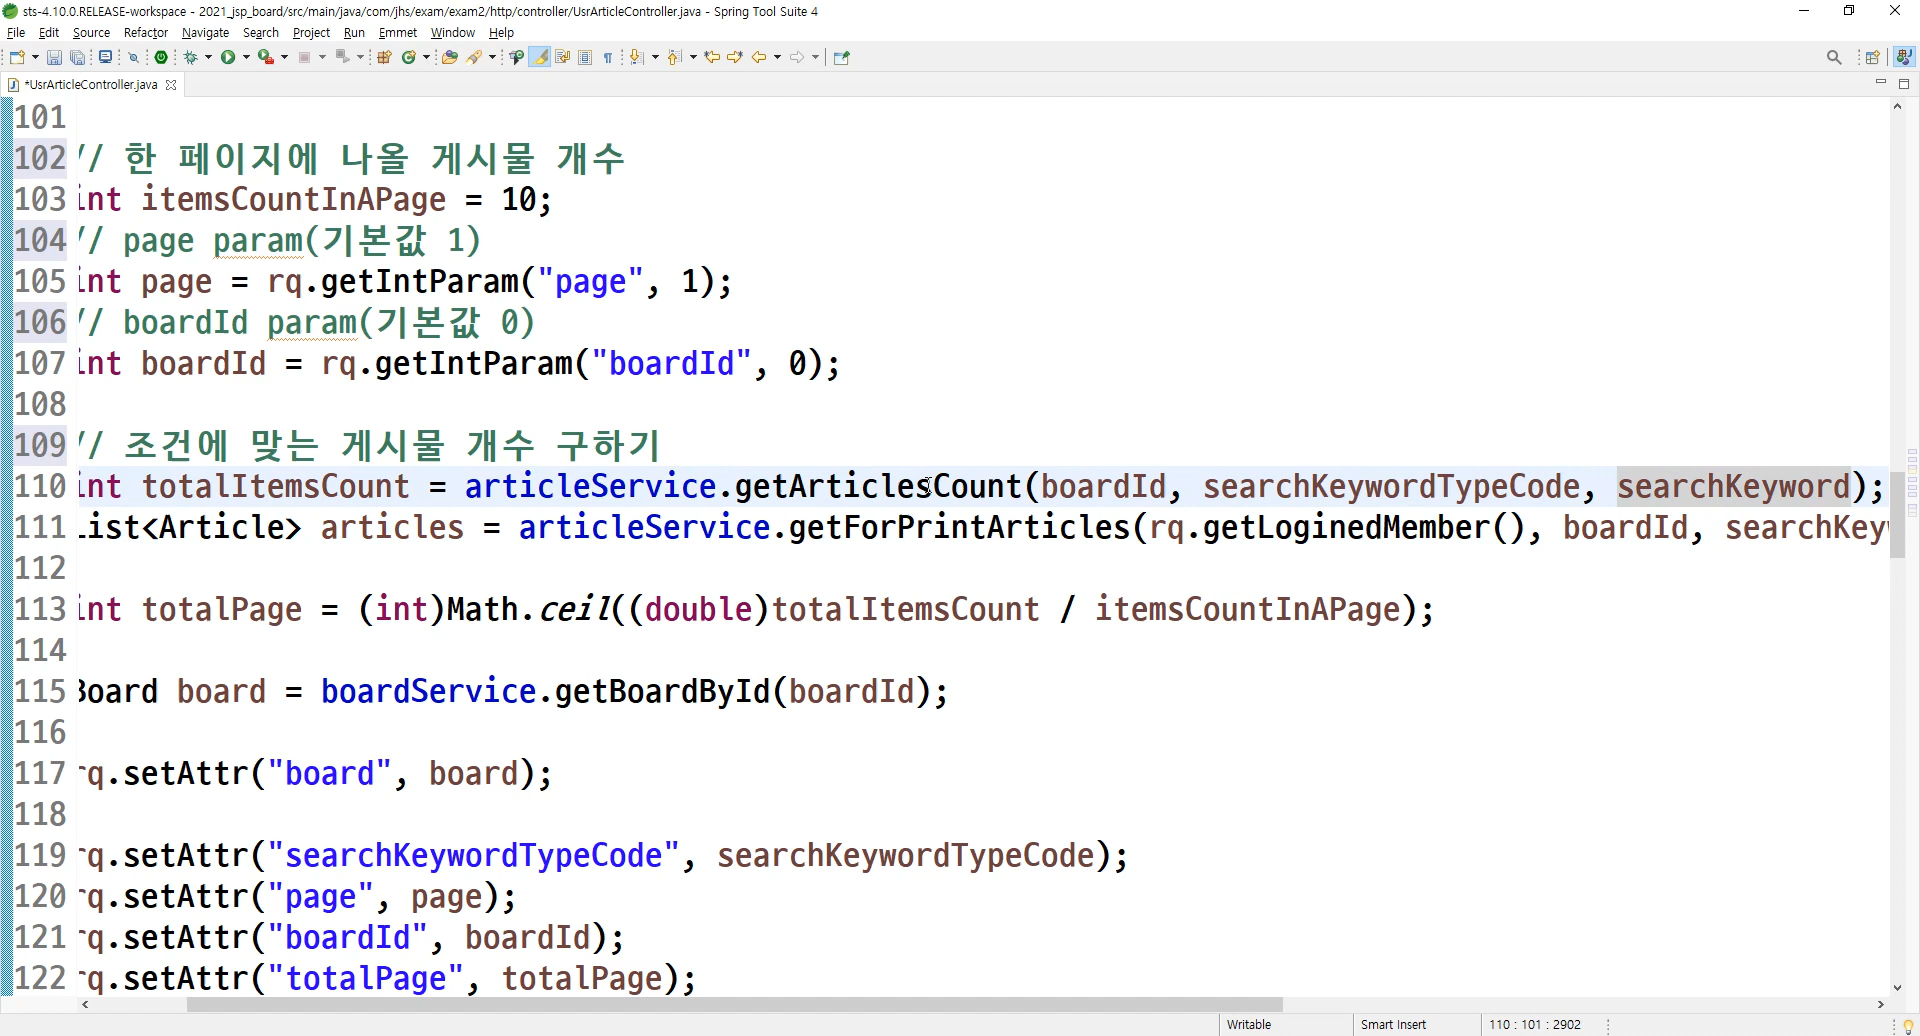 sts-4.10.0.RELEASE-workspace - 2021_jsp_board/src/main/java/com/jhs/exam/exam2/http/controller/UsrArticleController.java - Spring Tool Suite 4
File Edit Source Refactor Navigate Search Project Run Emmet Window Help
*UsrArticleController.java
101
102 // 한 페이지에 나올 게시물 개수
103 int itemsCountInAPage = 10;
104 // page param(기본값 1)
105 int page = rq.getIntParam("page", 1);
106 // boardId param(기본값 0)
107 int boardId = rq.getIntParam("boardId", 0);
108
109 // 조건에 맞는 게시물 개수 구하기
110 int totalItemsCount = articleService.getArticlesCount(boardId, searchKeywordTypeCode, searchKeyword);
111 List<Article> articles = articleService.getForPrintArticles(rq.getLoginedMember(), boardId, searchKey
112
113 int totalPage = (int)Math.ceil((double)totalItemsCount / itemsCountInAPage);
114
115 Board board = boardService.getBoardById(boardId);
116
117 rq.setAttr("board", board);
118
119 rq.setAttr("searchKeywordTypeCode", searchKeywordTypeCode);
120 rq.setAttr("page", page);
121 rq.setAttr("boardId", boardId);
122 rq.setAttr("totalPage", totalPage);
Writable Smart Insert 110 : 101 : 2902